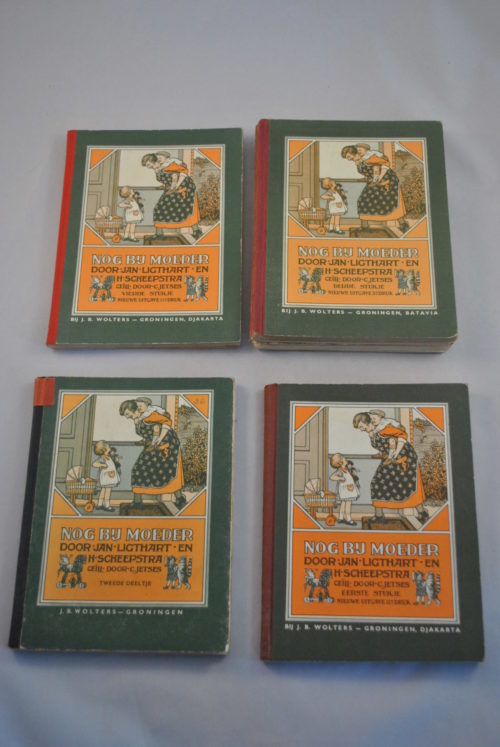 NOG BIJ MOEDER
DOOR·JAN·LIGTHART·EN
H·SCHEEPSTRA
GEÏLL·DOOR·C.JETSES
VIERDE STUKJE
NIEUWE UITGAVE
BIJ J. B. WOLTERS — GRONINGEN, DJAKARTA
NOG BIJ MOEDER
DOOR·JAN·LIGTHART·EN
H·SCHEEPSTRA
GEÏLL·DOOR·C.JETSES
DERDE STUKJE
NIEUWE UITGAVE
BIJ J. B. WOLTERS — GRONINGEN, BATAVIA
26
NOG BIJ MOEDER
DOOR·JAN·LIGTHART·EN
H·SCHEEPSTRA
GEÏLL·DOOR·C.JETSES
TWEEDE DEELTJE
J. B. WOLTERS — GRONINGEN
NOG BIJ MOEDER
DOOR·JAN·LIGTHART·EN
H·SCHEEPSTRA
GEÏLL·DOOR·C.JETSES
EERSTE STUKJE
NIEUWE UITGAVE
BIJ J. B. WOLTERS — GRONINGEN, DJAKARTA